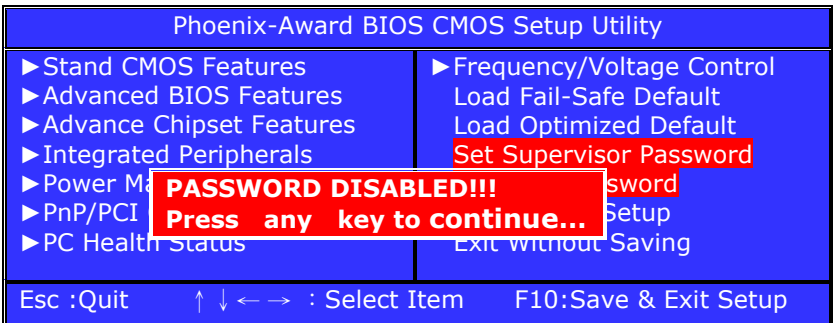 Phoenix-Award BIOS CMOS Setup Utility
►Stand CMOS Features
►Advanced BIOS Features
►Advance Chipset Features
►Integrated Peripherals
►Power Ma
►PnP/PCI
►PC Health Status
►Frequency/Voltage Control
Load Fail-Safe Default
Load Optimized Default
Set Supervisor Password
sword
Setup
Exit Without Saving
PASSWORD DISABLED!!!
Press any key to continue...
Esc :Quit ↑↓←→ : Select Item F10:Save & Exit Setup